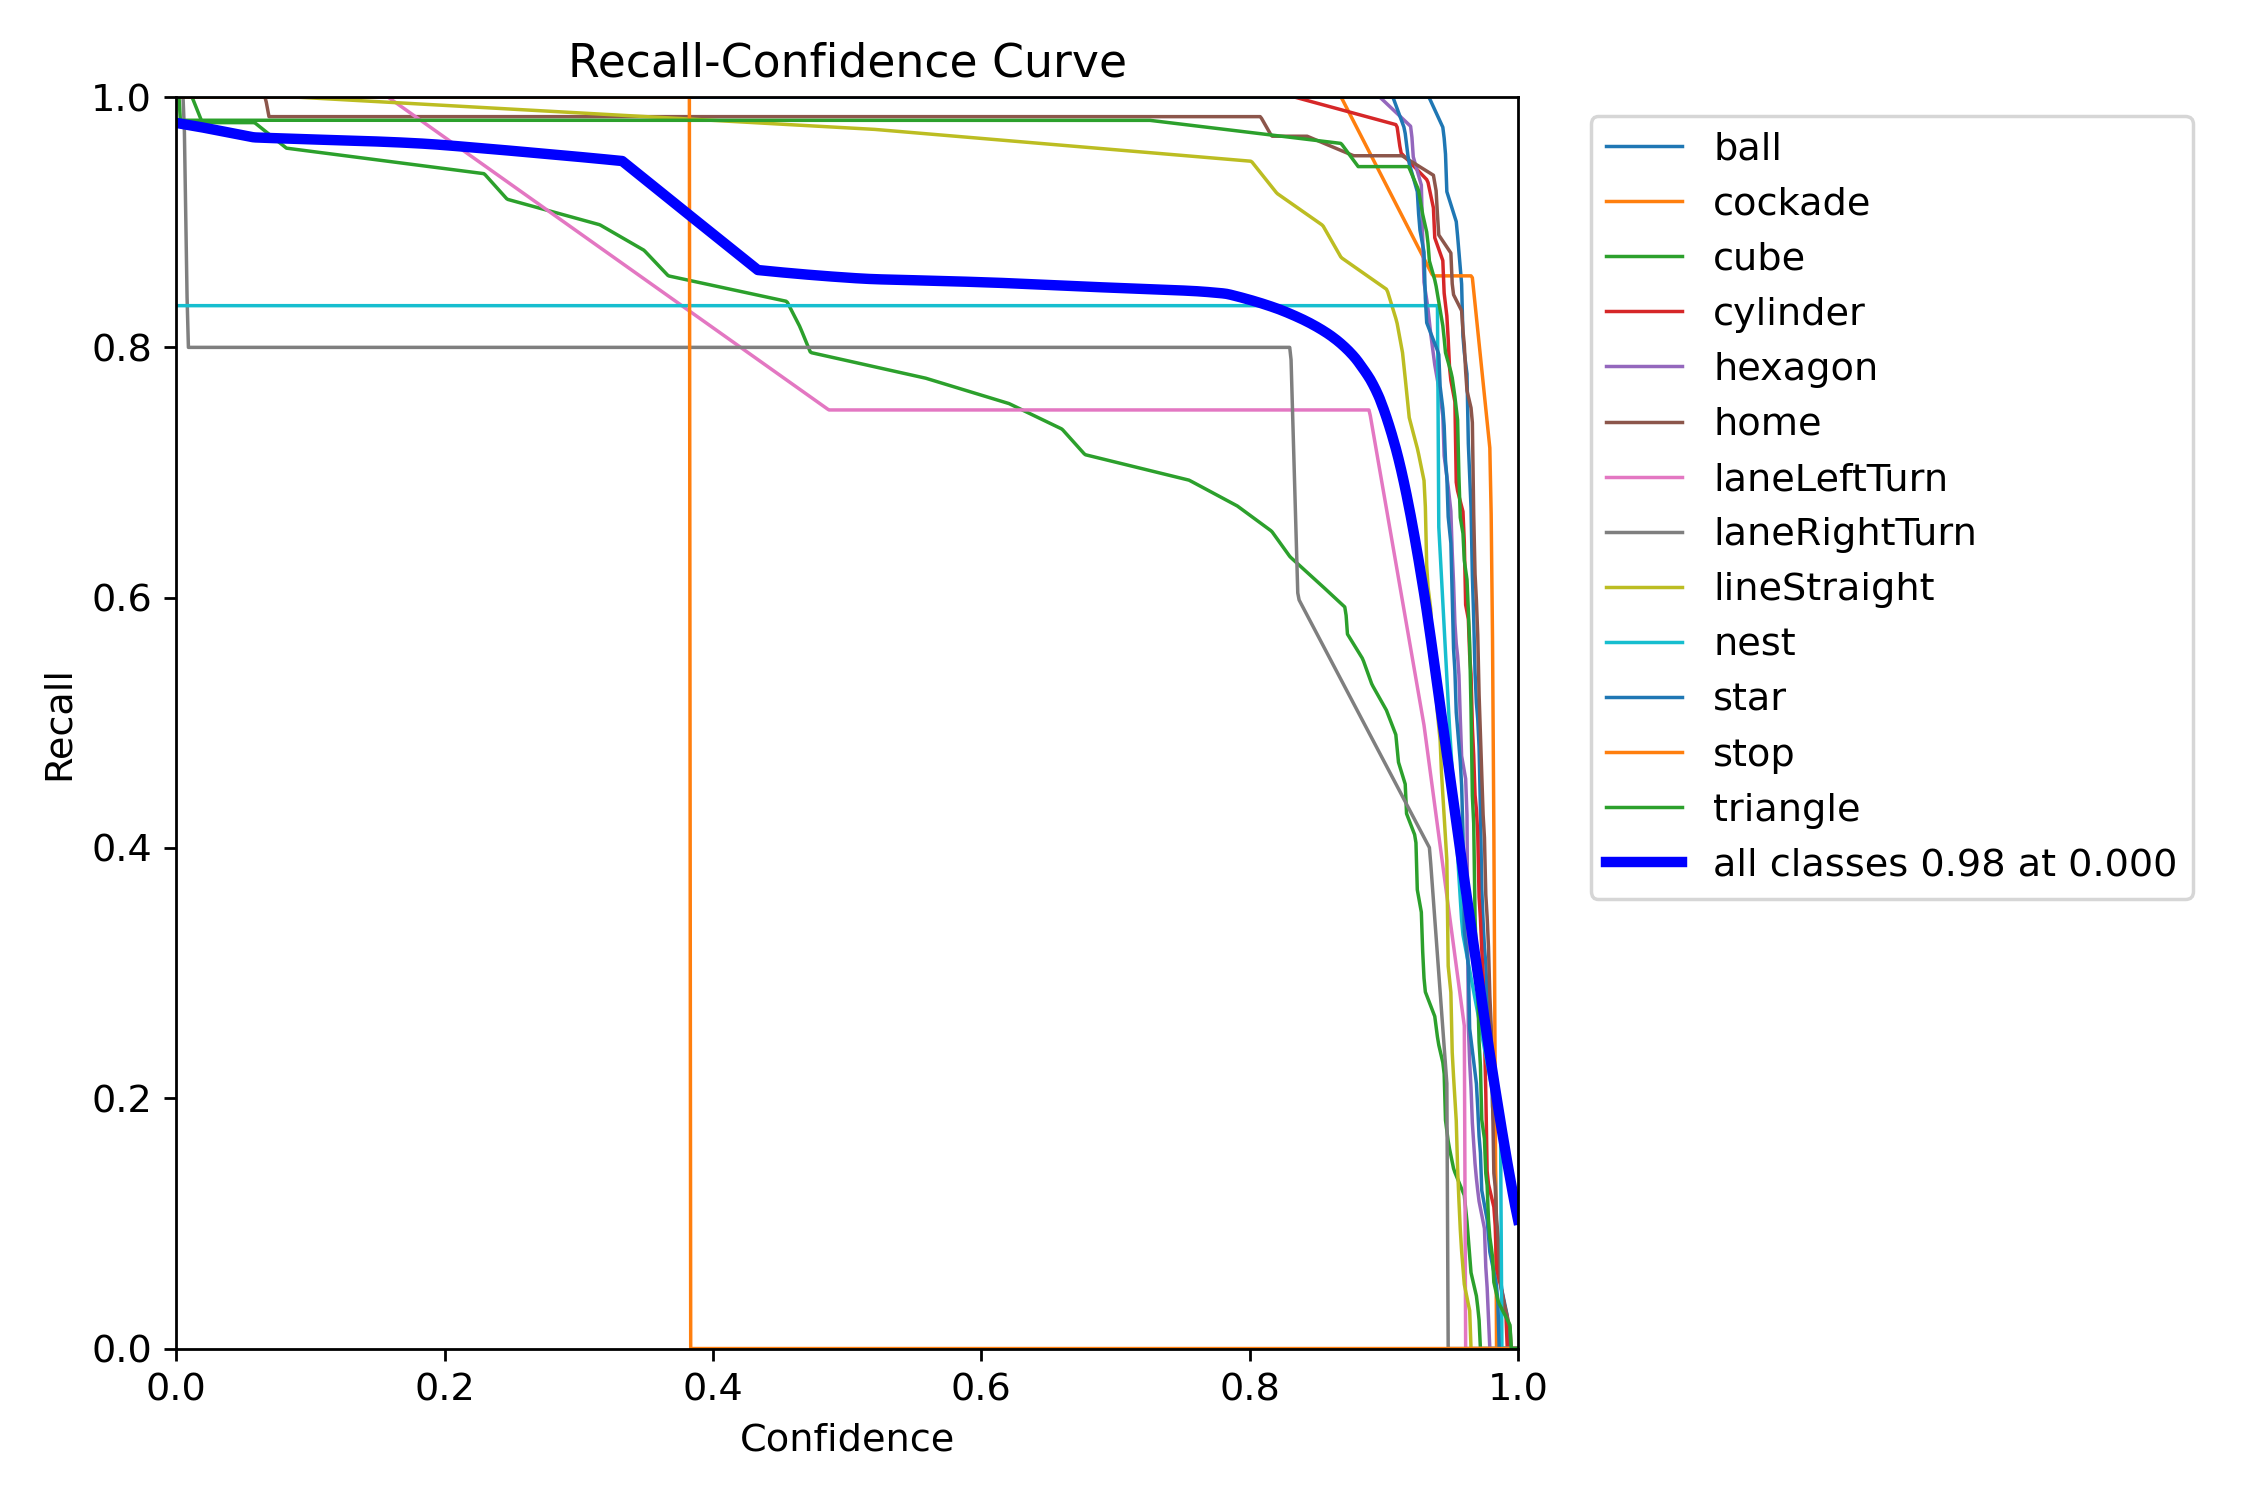 Recall-Confidence Curve
1.0
0.8
0.6
0.4
0.2
0.0
Recall
0.0 0.2 0.4 0.6 0.8 1.0
Confidence
ball
cockade
cube
cylinder
hexagon
home
laneLeftTurn
laneRightTurn
lineStraight
nest
star
stop
triangle
all classes 0.98 at 0.000